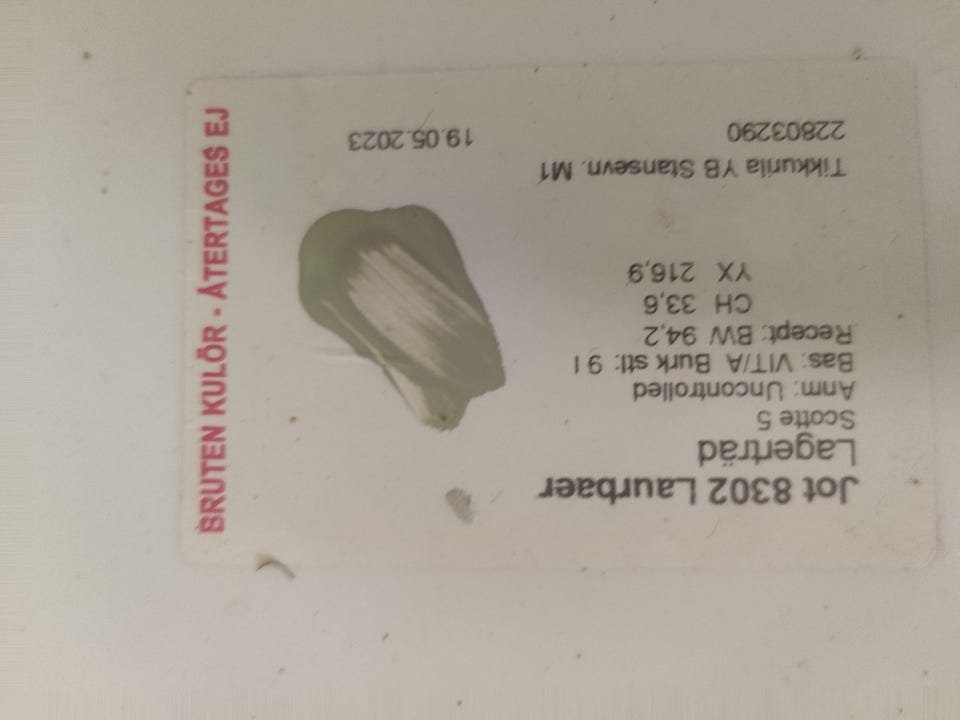 Jot 8302 Laurbaer
Lagerträd
Scotte 5
Anm: Uncontrolled
Bas: VIT/A Burk stl: 9 l
Recept: BW 94,2
CH 33,6
YX 216,9
Tikkurila YB Stansevn. M1
22803290 19.05.2023
BRUTEN KULÖR - ÅTERTAGES EJ